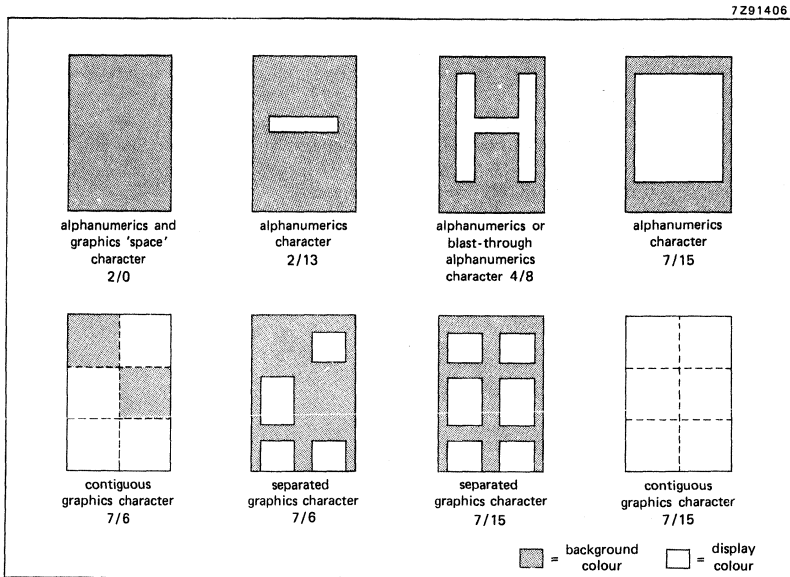 7Z91406
alphanumerics and
graphics 'space'
character
2/0
alphanumerics
character
2/13
alphanumerics or
blast-through
alphanumerics
character 4/8
alphanumerics
character
7/15
contiguous
graphics character
7/6
separated
graphics character
7/6
separated
graphics character
7/15
contiguous
graphics character
7/15
= background
colour
= display
colour